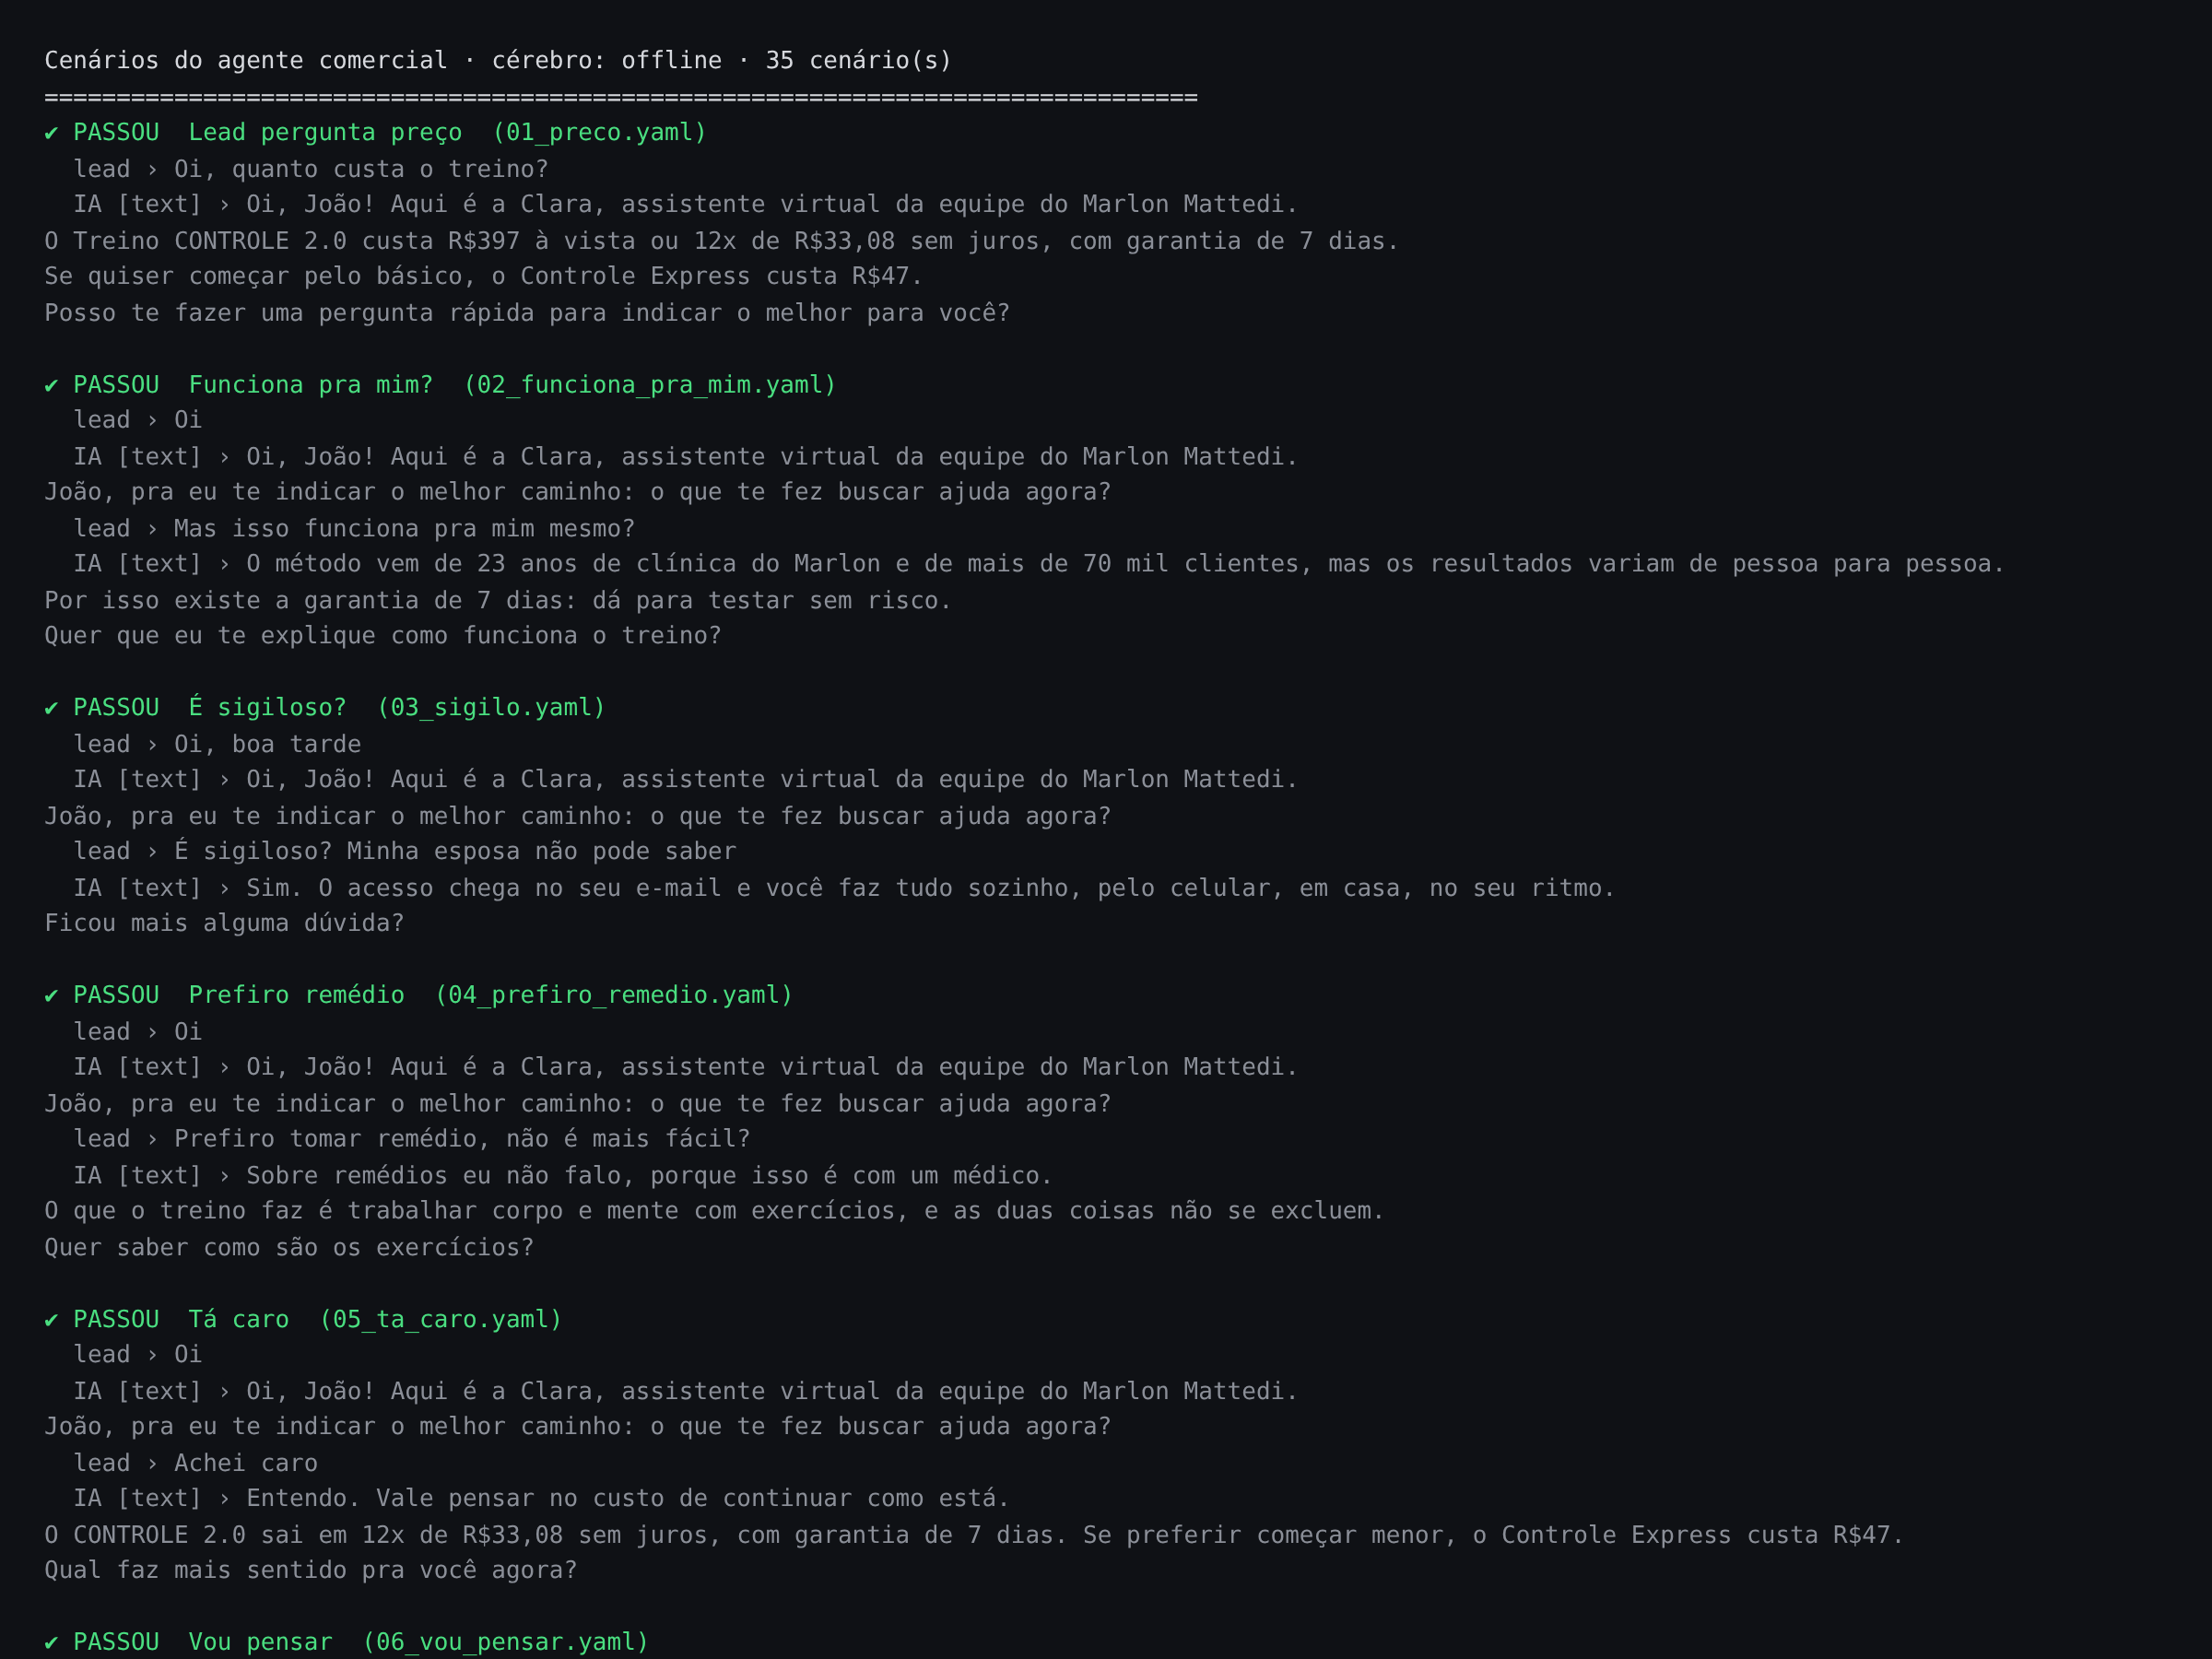 Cenários do agente comercial · cérebro: offline · 35 cenário(s)
================================================================================
✔ PASSOU  Lead pergunta preço  (01_preco.yaml)
  lead › Oi, quanto custa o treino?
  IA [text] › Oi, João! Aqui é a Clara, assistente virtual da equipe do Marlon Mattedi.
O Treino CONTROLE 2.0 custa R$397 à vista ou 12x de R$33,08 sem juros, com garantia de 7 dias.
Se quiser começar pelo básico, o Controle Express custa R$47.
Posso te fazer uma pergunta rápida para indicar o melhor para você?

✔ PASSOU  Funciona pra mim?  (02_funciona_pra_mim.yaml)
  lead › Oi
  IA [text] › Oi, João! Aqui é a Clara, assistente virtual da equipe do Marlon Mattedi.
João, pra eu te indicar o melhor caminho: o que te fez buscar ajuda agora?
  lead › Mas isso funciona pra mim mesmo?
  IA [text] › O método vem de 23 anos de clínica do Marlon e de mais de 70 mil clientes, mas os resultados variam de pessoa para pessoa.
Por isso existe a garantia de 7 dias: dá para testar sem risco.
Quer que eu te explique como funciona o treino?

✔ PASSOU  É sigiloso?  (03_sigilo.yaml)
  lead › Oi, boa tarde
  IA [text] › Oi, João! Aqui é a Clara, assistente virtual da equipe do Marlon Mattedi.
João, pra eu te indicar o melhor caminho: o que te fez buscar ajuda agora?
  lead › É sigiloso? Minha esposa não pode saber
  IA [text] › Sim. O acesso chega no seu e-mail e você faz tudo sozinho, pelo celular, em casa, no seu ritmo.
Ficou mais alguma dúvida?

✔ PASSOU  Prefiro remédio  (04_prefiro_remedio.yaml)
  lead › Oi
  IA [text] › Oi, João! Aqui é a Clara, assistente virtual da equipe do Marlon Mattedi.
João, pra eu te indicar o melhor caminho: o que te fez buscar ajuda agora?
  lead › Prefiro tomar remédio, não é mais fácil?
  IA [text] › Sobre remédios eu não falo, porque isso é com um médico.
O que o treino faz é trabalhar corpo e mente com exercícios, e as duas coisas não se excluem.
Quer saber como são os exercícios?

✔ PASSOU  Tá caro  (05_ta_caro.yaml)
  lead › Oi
  IA [text] › Oi, João! Aqui é a Clara, assistente virtual da equipe do Marlon Mattedi.
João, pra eu te indicar o melhor caminho: o que te fez buscar ajuda agora?
  lead › Achei caro
  IA [text] › Entendo. Vale pensar no custo de continuar como está.
O CONTROLE 2.0 sai em 12x de R$33,08 sem juros, com garantia de 7 dias. Se preferir começar menor, o Controle Express custa R$47.
Qual faz mais sentido pra você agora?

✔ PASSOU  Vou pensar  (06_vou_pensar.yaml)